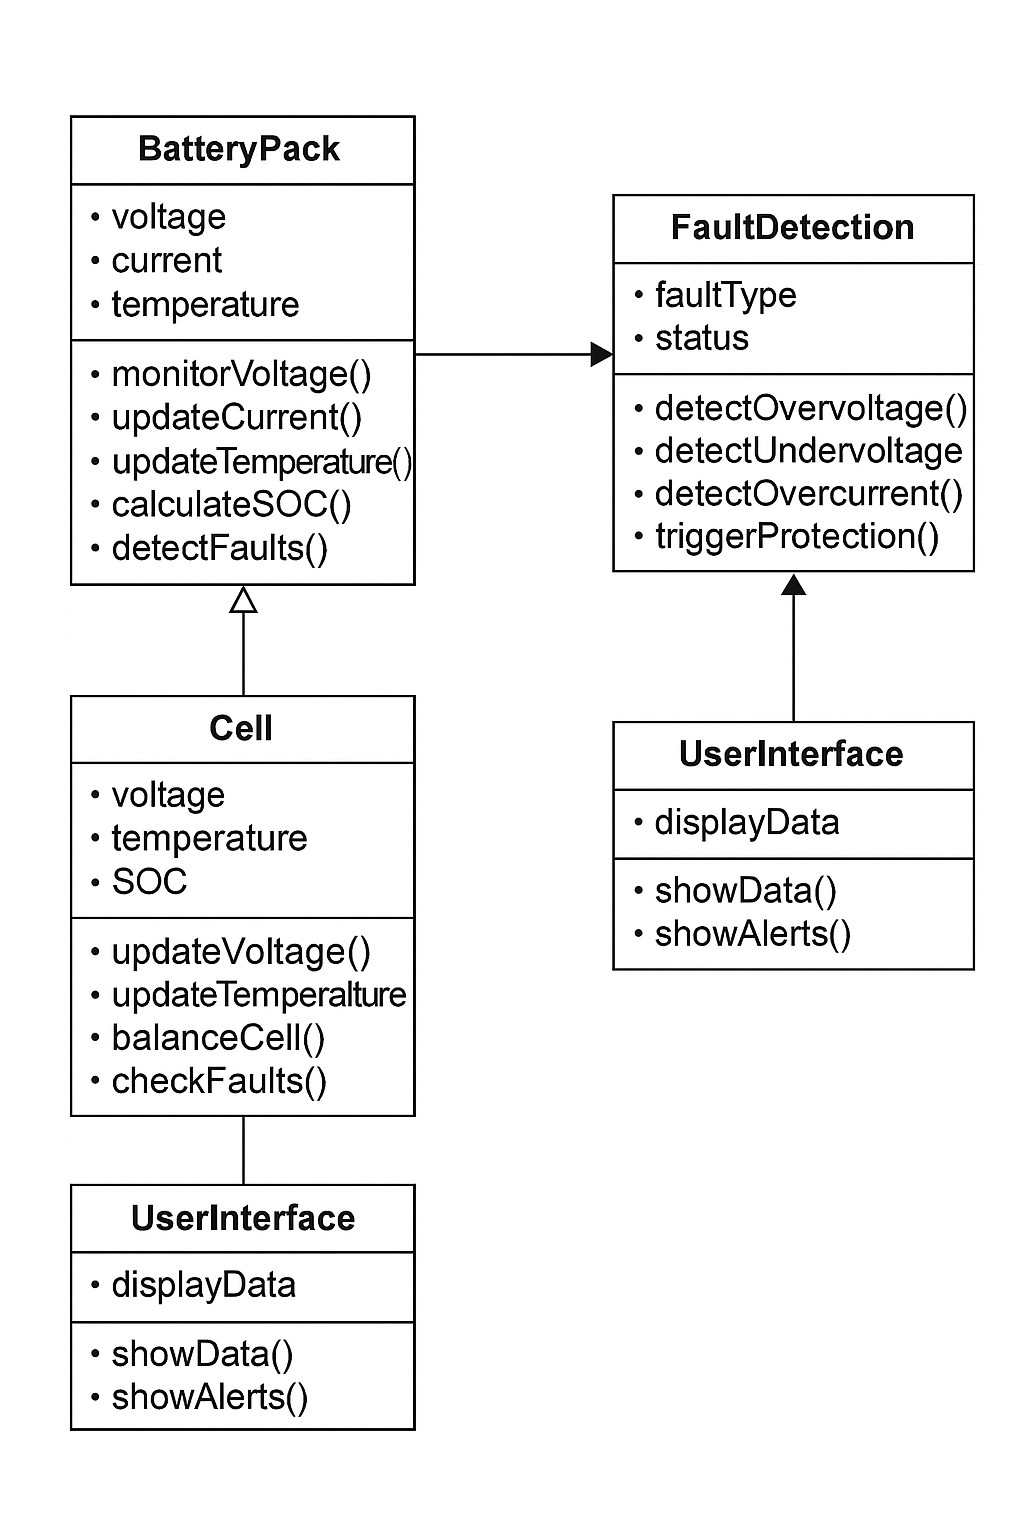 BatteryPack
• voltage
• current
• temperature
• monitorVoltage()
• updateCurrent()
• updateTemperature()
• calculateSOC()
• detectFaults()
FaultDetection
• faultType
• status
• detectOvervoltage()
• detectUndervoltage
• detectOvercurrent()
• triggerProtection()
Cell
• voltage
• temperature
• SOC
• updateVoltage()
• updateTemperalture
• balanceCell()
• checkFaults()
UserInterface
• displayData
• showData()
• showAlerts()
UserInterface
• displayData
• showData()
• showAlerts()